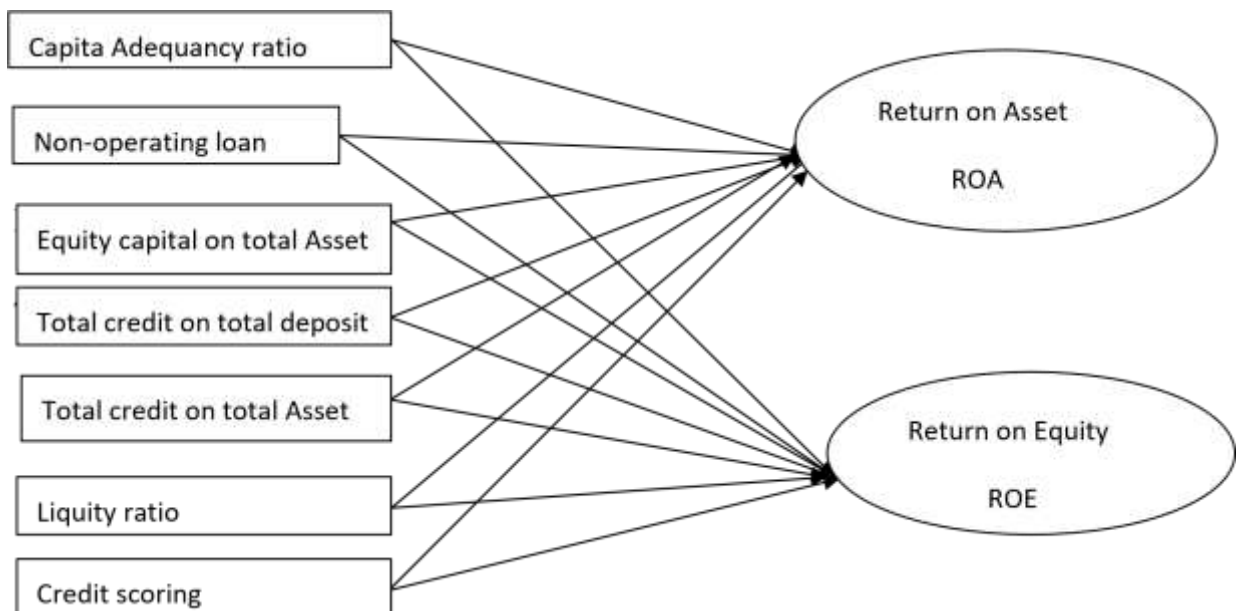 Capita Adequancy ratio
Non-operating loan
Equity capital on total Asset
Total credit on total deposit
Total credit on total Asset
Liquity ratio
Credit scoring
Return on Asset
ROA
Return on Equity
ROE